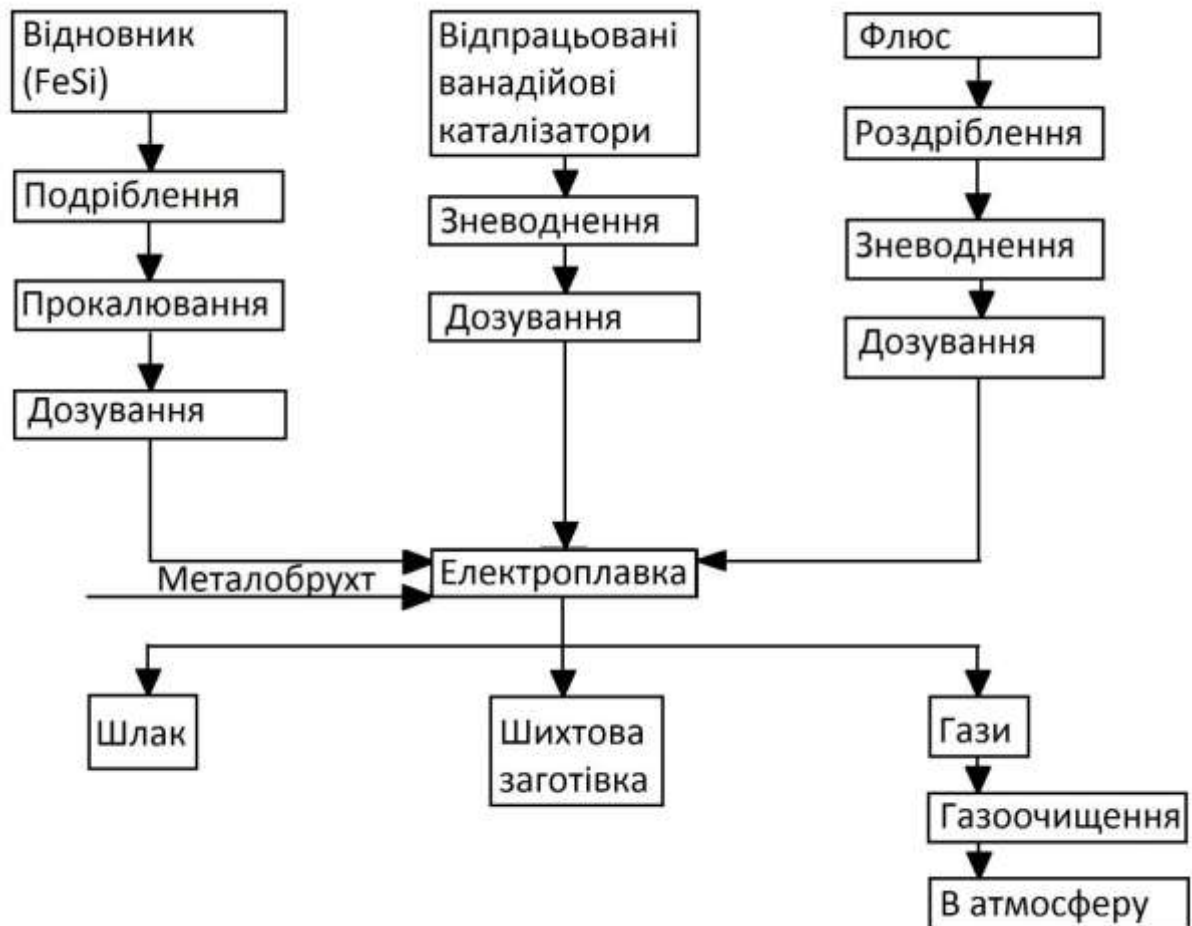 Відновник
(FeSi)
Подріблення
Прокалювання
Дозування
Відпрацьовані
ванадійові
каталізатори
Зневоднення
Дозування
Флюс
Роздріблення
Зневоднення
Дозування
Металобрухт
Електроплавка
Шлак
Шихтова
заготівка
Гази
Газоочищення
В атмосферу